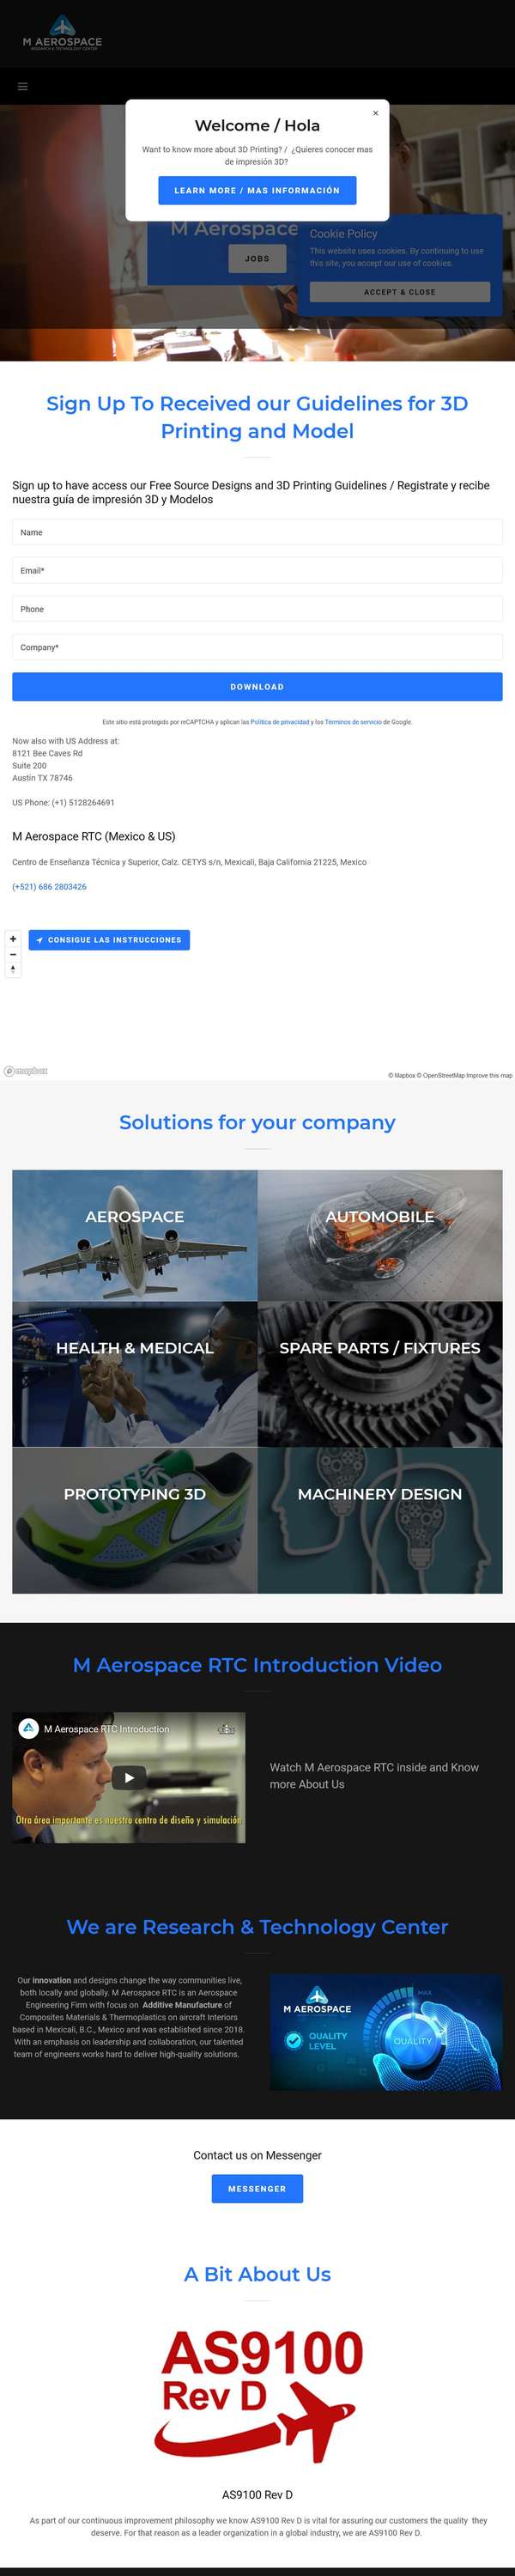 M AEROSPACE
RESEARCH & TECHNOLOGY CENTER
×
Welcome / Hola
Want to know more about 3D Printing? / ¿Quieres conocer mas
de impresión 3D?
LEARN MORE / MAS INFORMACIÓN
M Aerospace
JOBS
Cookie Policy
This website uses cookies. By continuing to use
this site, you accept our use of cookies.
ACCEPT & CLOSE
Sign Up To Received our Guidelines for 3D
Printing and Model
Sign up to have access our Free Source Designs and 3D Printing Guidelines / Registrate y recibe
nuestra guía de impresión 3D y Modelos
Name
Email*
Phone
Company*
DOWNLOAD
Este sitio está protegido por reCAPTCHA y aplican las Política de privacidad y los Términos de servicio de Google.
Now also with US Address at:
8121 Bee Caves Rd
Suite 200
Austin TX 78746
US Phone: (+1) 5128264691
M Aerospace RTC (Mexico & US)
Centro de Enseñanza Técnica y Superior, Calz. CETYS s/n, Mexicali, Baja California 21225, Mexico
(+521) 686 2803426
CONSIGUE LAS INSTRUCCIONES
mapbox
© Mapbox © OpenStreetMap Improve this map
Solutions for your company
AEROSPACE
AUTOMOBILE
HEALTH & MEDICAL
SPARE PARTS / FIXTURES
PROTOTYPING 3D
MACHINERY DESIGN
M Aerospace RTC Introduction Video
M Aerospace RTC Introduction
Otra área importante es nuestro centro de diseño y simulación
Watch M Aerospace RTC inside and Know
more About Us
We are Research & Technology Center
Our innovation and designs change the way communities live,
both locally and globally. M Aerospace RTC is an Aerospace
Engineering Firm with focus on Additive Manufacture of
Composites Materials & Thermoplastics on aircraft Interiors
based in Mexicali, B.C., Mexico and was established since 2018.
With an emphasis on leadership and collaboration, our talented
team of engineers works hard to deliver high-quality solutions.
M AEROSPACE
QUALITY
LEVEL
MAX
QUALITY
Contact us on Messenger
MESSENGER
A Bit About Us
AS9100
Rev D
AS9100 Rev D
As part of our continuous improvement philosophy we know AS9100 Rev D is vital for assuring our customers the quality they
deserve. For that reason as a leader organization in a global industry, we are AS9100 Rev D.